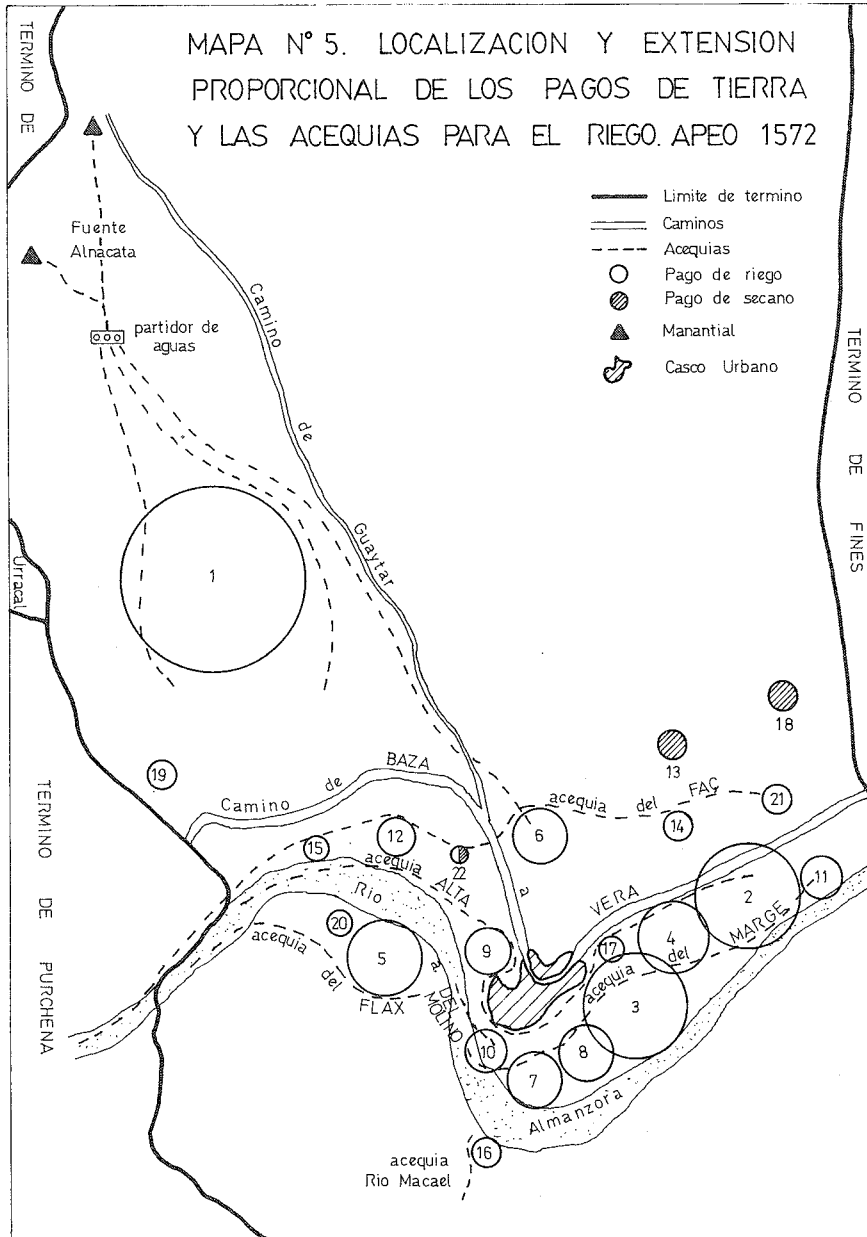 MAPA Nº 5. LOCALIZACION Y EXTENSION
PROPORCIONAL DE LOS PAGOS DE TIERRA
Y LAS ACEQUIAS PARA EL RIEGO. APEO 1572
Limite de termino
Caminos
Acequias
Pago de riego
Pago de secano
Manantial
Casco Urbano
TERMINO DE
Fuente
Alnacata
partidor de
aguas
Camino de Guaytar
TERMINO DE FINES
1
Urracal
18
13
19
Camino de BAZA
acequia del FAÇ
21
14
6
12
15
22
acequia ALTA
a VERA
2
11
Rio
20
5
acequia del FLAX
a. DEL MOLINO
9
17
4
acequia del MARGE
3
10
8
7
Almanzora
16
acequia
Rio Macael
TERMINO DE PURCHENA